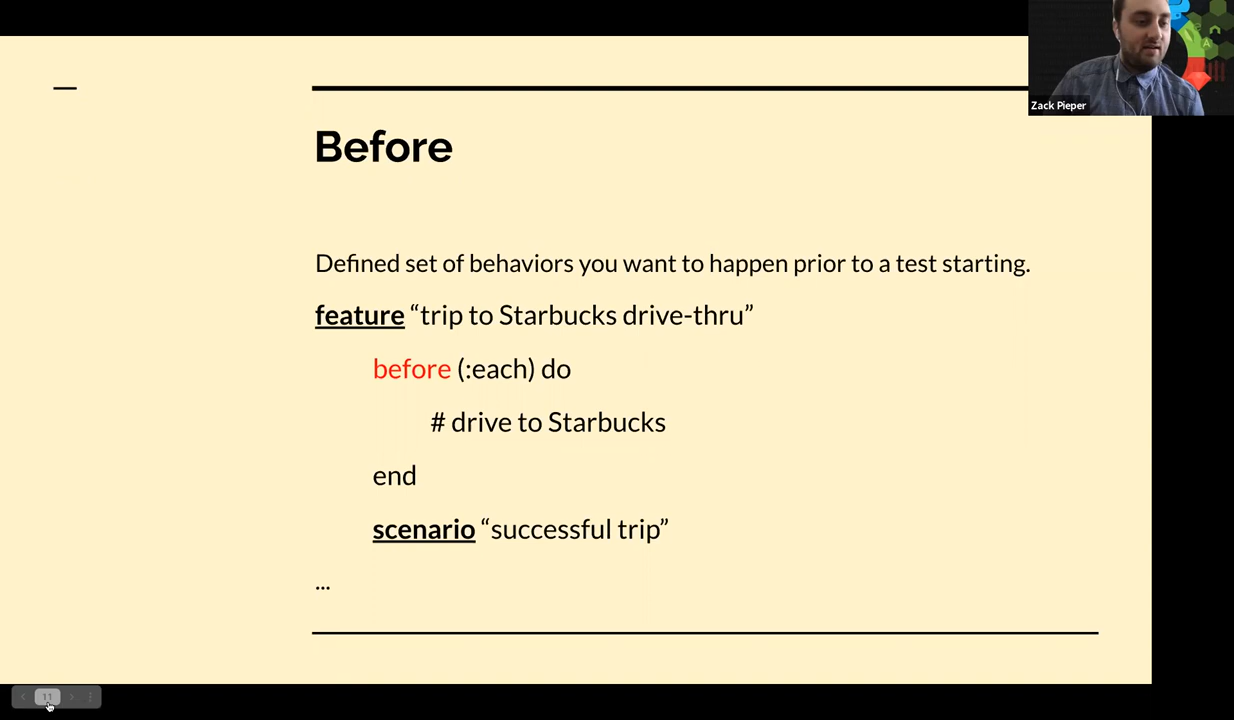 Zack Pieper
Before
Defined set of behaviors you want to happen prior to a test starting.
feature “trip to Starbucks drive-thru”
before (:each) do
# drive to Starbucks
end
scenario “successful trip”
...
11